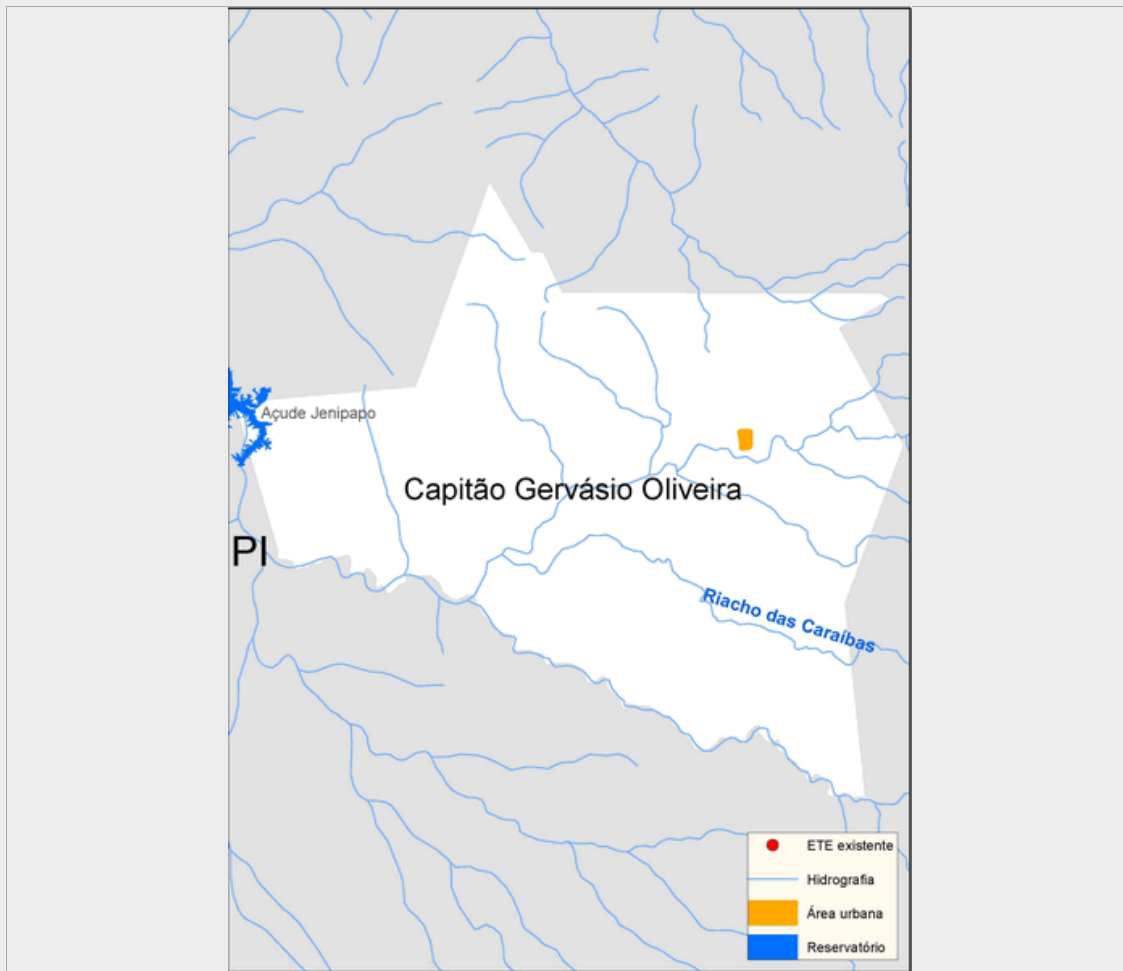 Açude Jenipapo
Capitão Gervásio Oliveira
PI
Riacho das Caraíbas
ETE existente
Hidrografia
Área urbana
Reservatório